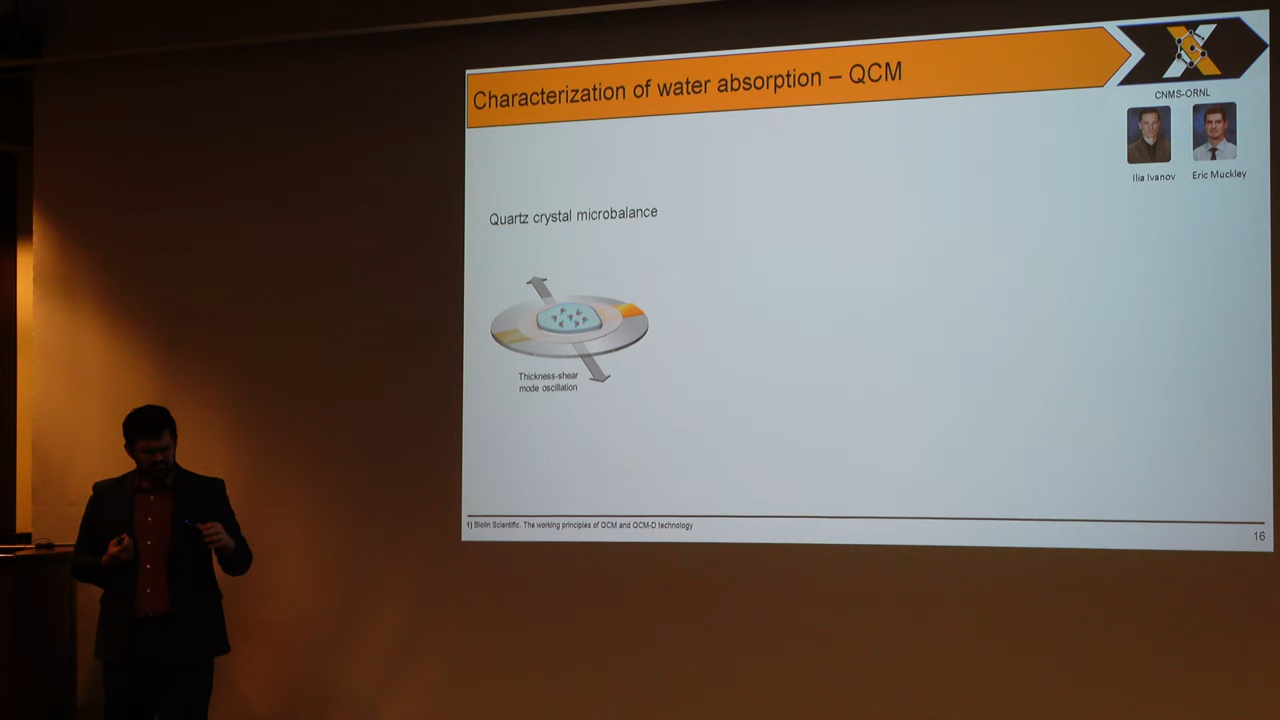 Characterization of water absorption – QCM
CNMS-ORNL
Ilia Ivanov
Eric Muckley
Quartz crystal microbalance
Thickness-shear
mode oscillation
1) Biolin Scientific. The working principles of QCM and QCM-D technology
16